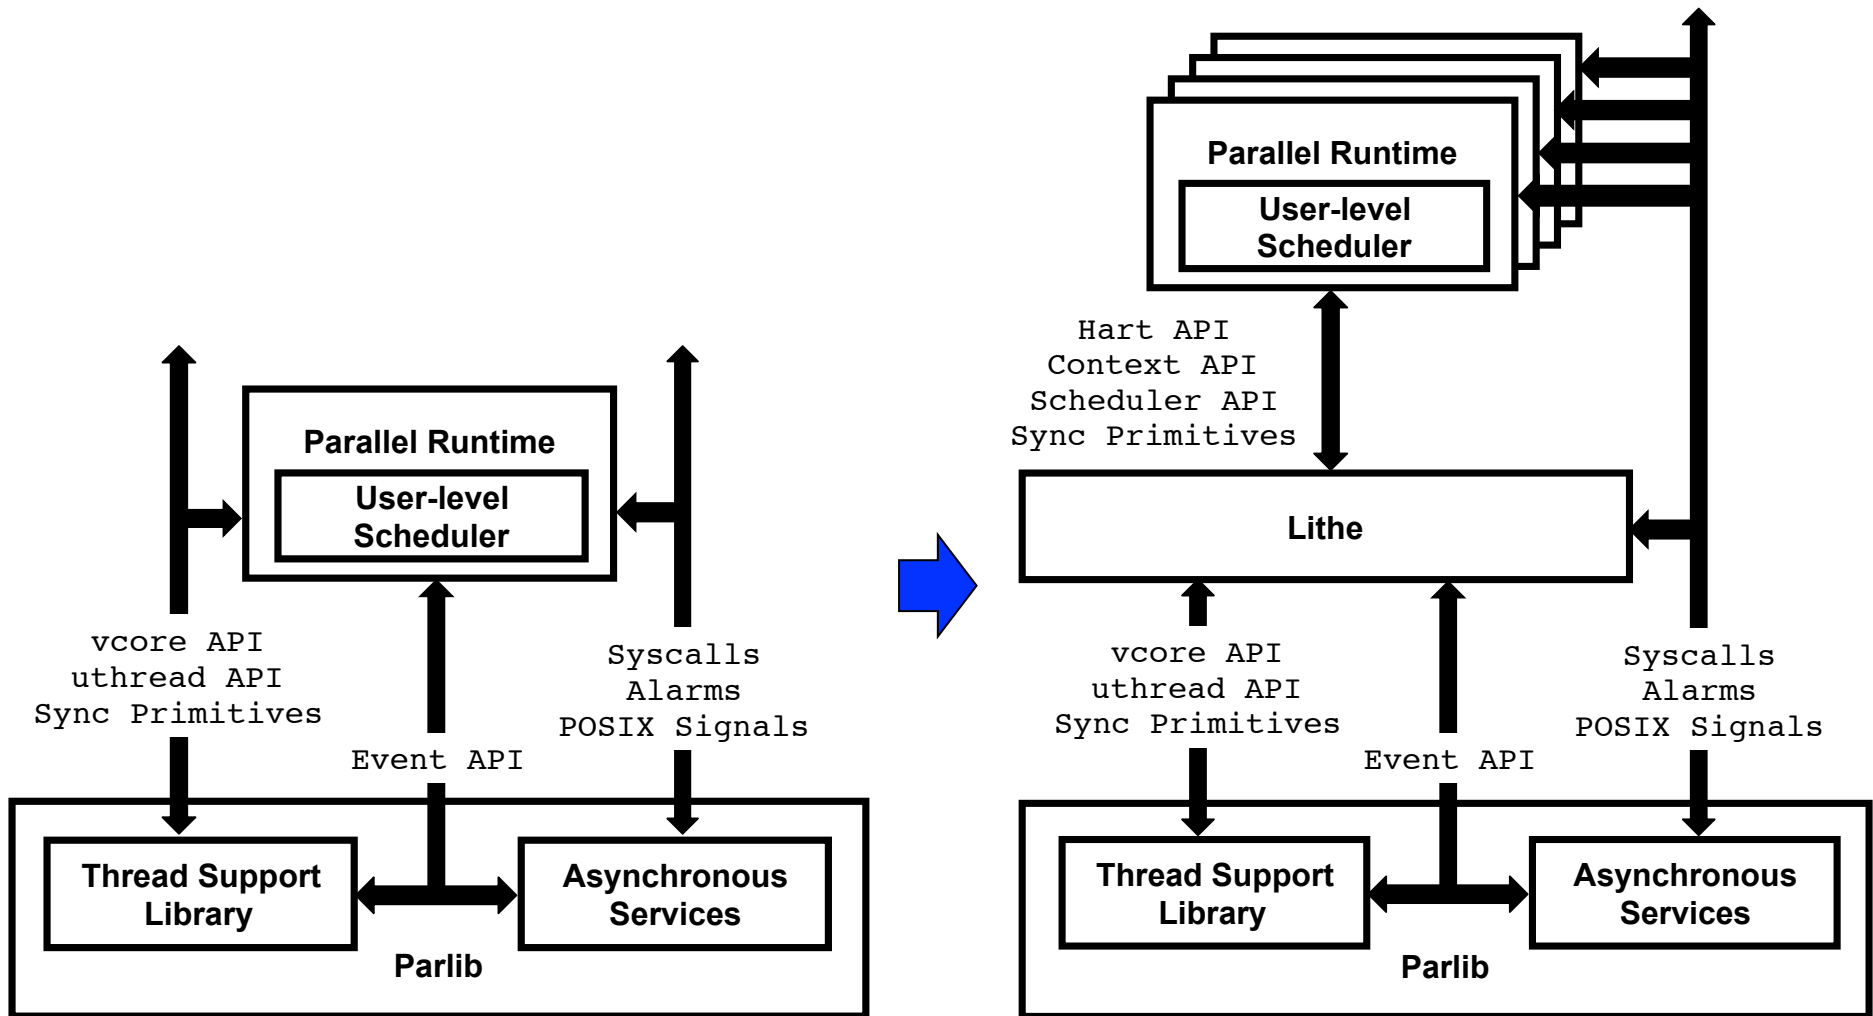 Parallel Runtime
User-level
Scheduler
vcore API
uthread API
Sync Primitives
Syscalls
Alarms
POSIX Signals
Event API
Thread Support
Library
Asynchronous
Services
Parlib
Parallel Runtime
User-level
Scheduler
Hart API
Context API
Scheduler API
Sync Primitives
Lithe
vcore API
uthread API
Sync Primitives
Syscalls
Alarms
POSIX Signals
Event API
Thread Support
Library
Asynchronous
Services
Parlib